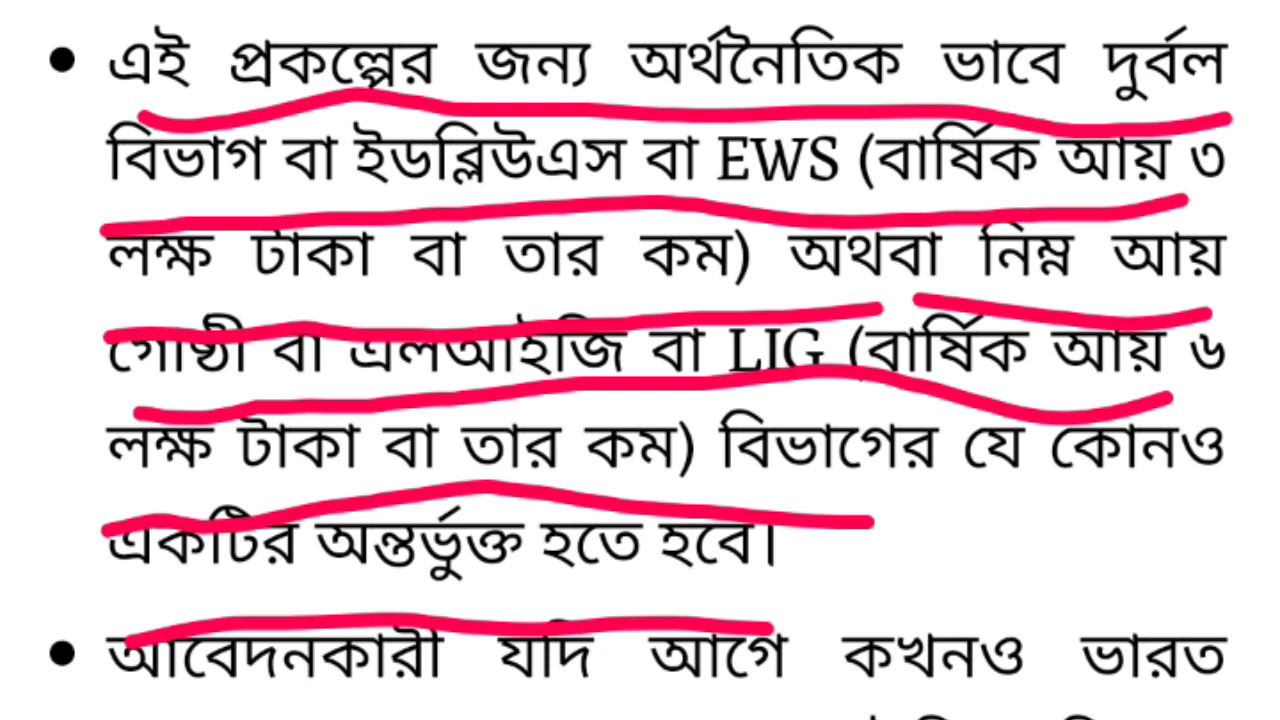 • এই প্রকল্পের জন্য অর্থনৈতিক ভাবে দুর্বল
বিভাগ বা ইডব্লিউএস বা EWS (বার্ষিক আয় ৩
লক্ষ টাকা বা তার কম) অথবা নিম্ন আয়
গোষ্ঠী বা এলআইজি বা LIG (বার্ষিক আয় ৬
লক্ষ টাকা বা তার কম) বিভাগের যে কোনও
একটির অন্তর্ভুক্ত হতে হবে।
• আবেদনকারী যদি আগে কখনও ভারত